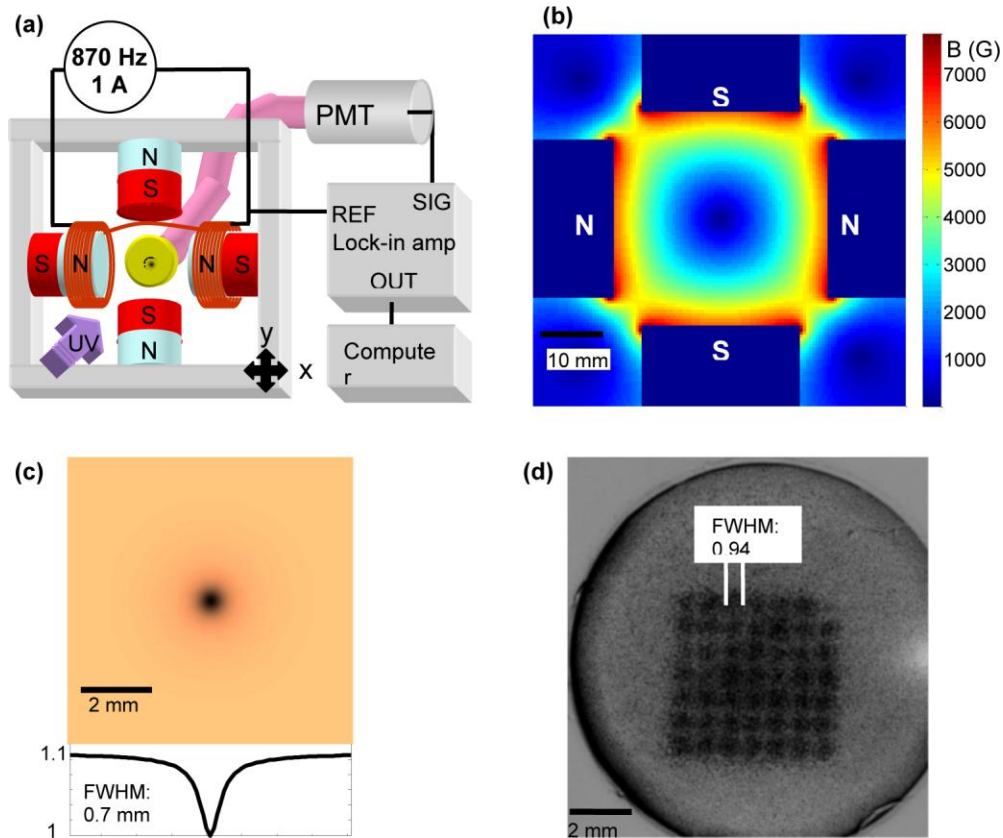 (a)
870 Hz
1 A
PMT
N
S
S
N
N
S
S
N
UV
y
x
REF
SIG
Lock-in amp
OUT
Compute
r
(b)
B (G)
7000
6000
5000
4000
3000
2000
1000
S
N
N
S
10 mm
(c)
2 mm
1.1
FWHM:
0.7 mm
1
(d)
FWHM:
0.94
2 mm